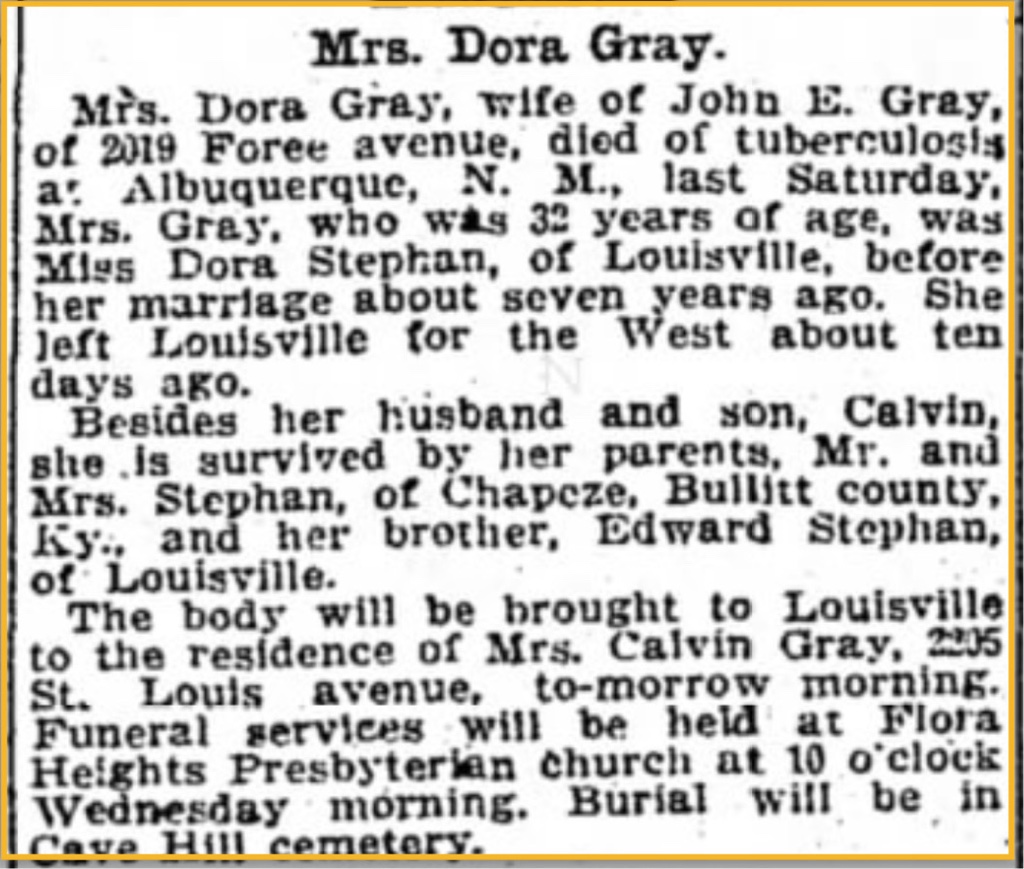 Mrs. Dora Gray.
Mrs. Dora Gray, wife of John E. Gray,
of 2019 Foree avenue, died of tuberculosis
at Albuquerque, N. M., last Saturday.
Mrs. Gray, who was 32 years of age, was
Miss Dora Stephan, of Louisville, before
her marriage about seven years ago. She
left Louisville for the West about ten
days ago.
Besides her husband and son, Calvin,
she is survived by her parents, Mr. and
Mrs. Stephan, of Chapeze, Bullitt county,
Ky., and her brother, Edward Stephan,
of Louisville.
The body will be brought to Louisville
to the residence of Mrs. Calvin Gray, 2205
St. Louis avenue, to-morrow morning.
Funeral services will be held at Flora
Heights Presbyterian church at 10 o'clock
Wednesday morning. Burial will be in
Cave Hill cemetery.